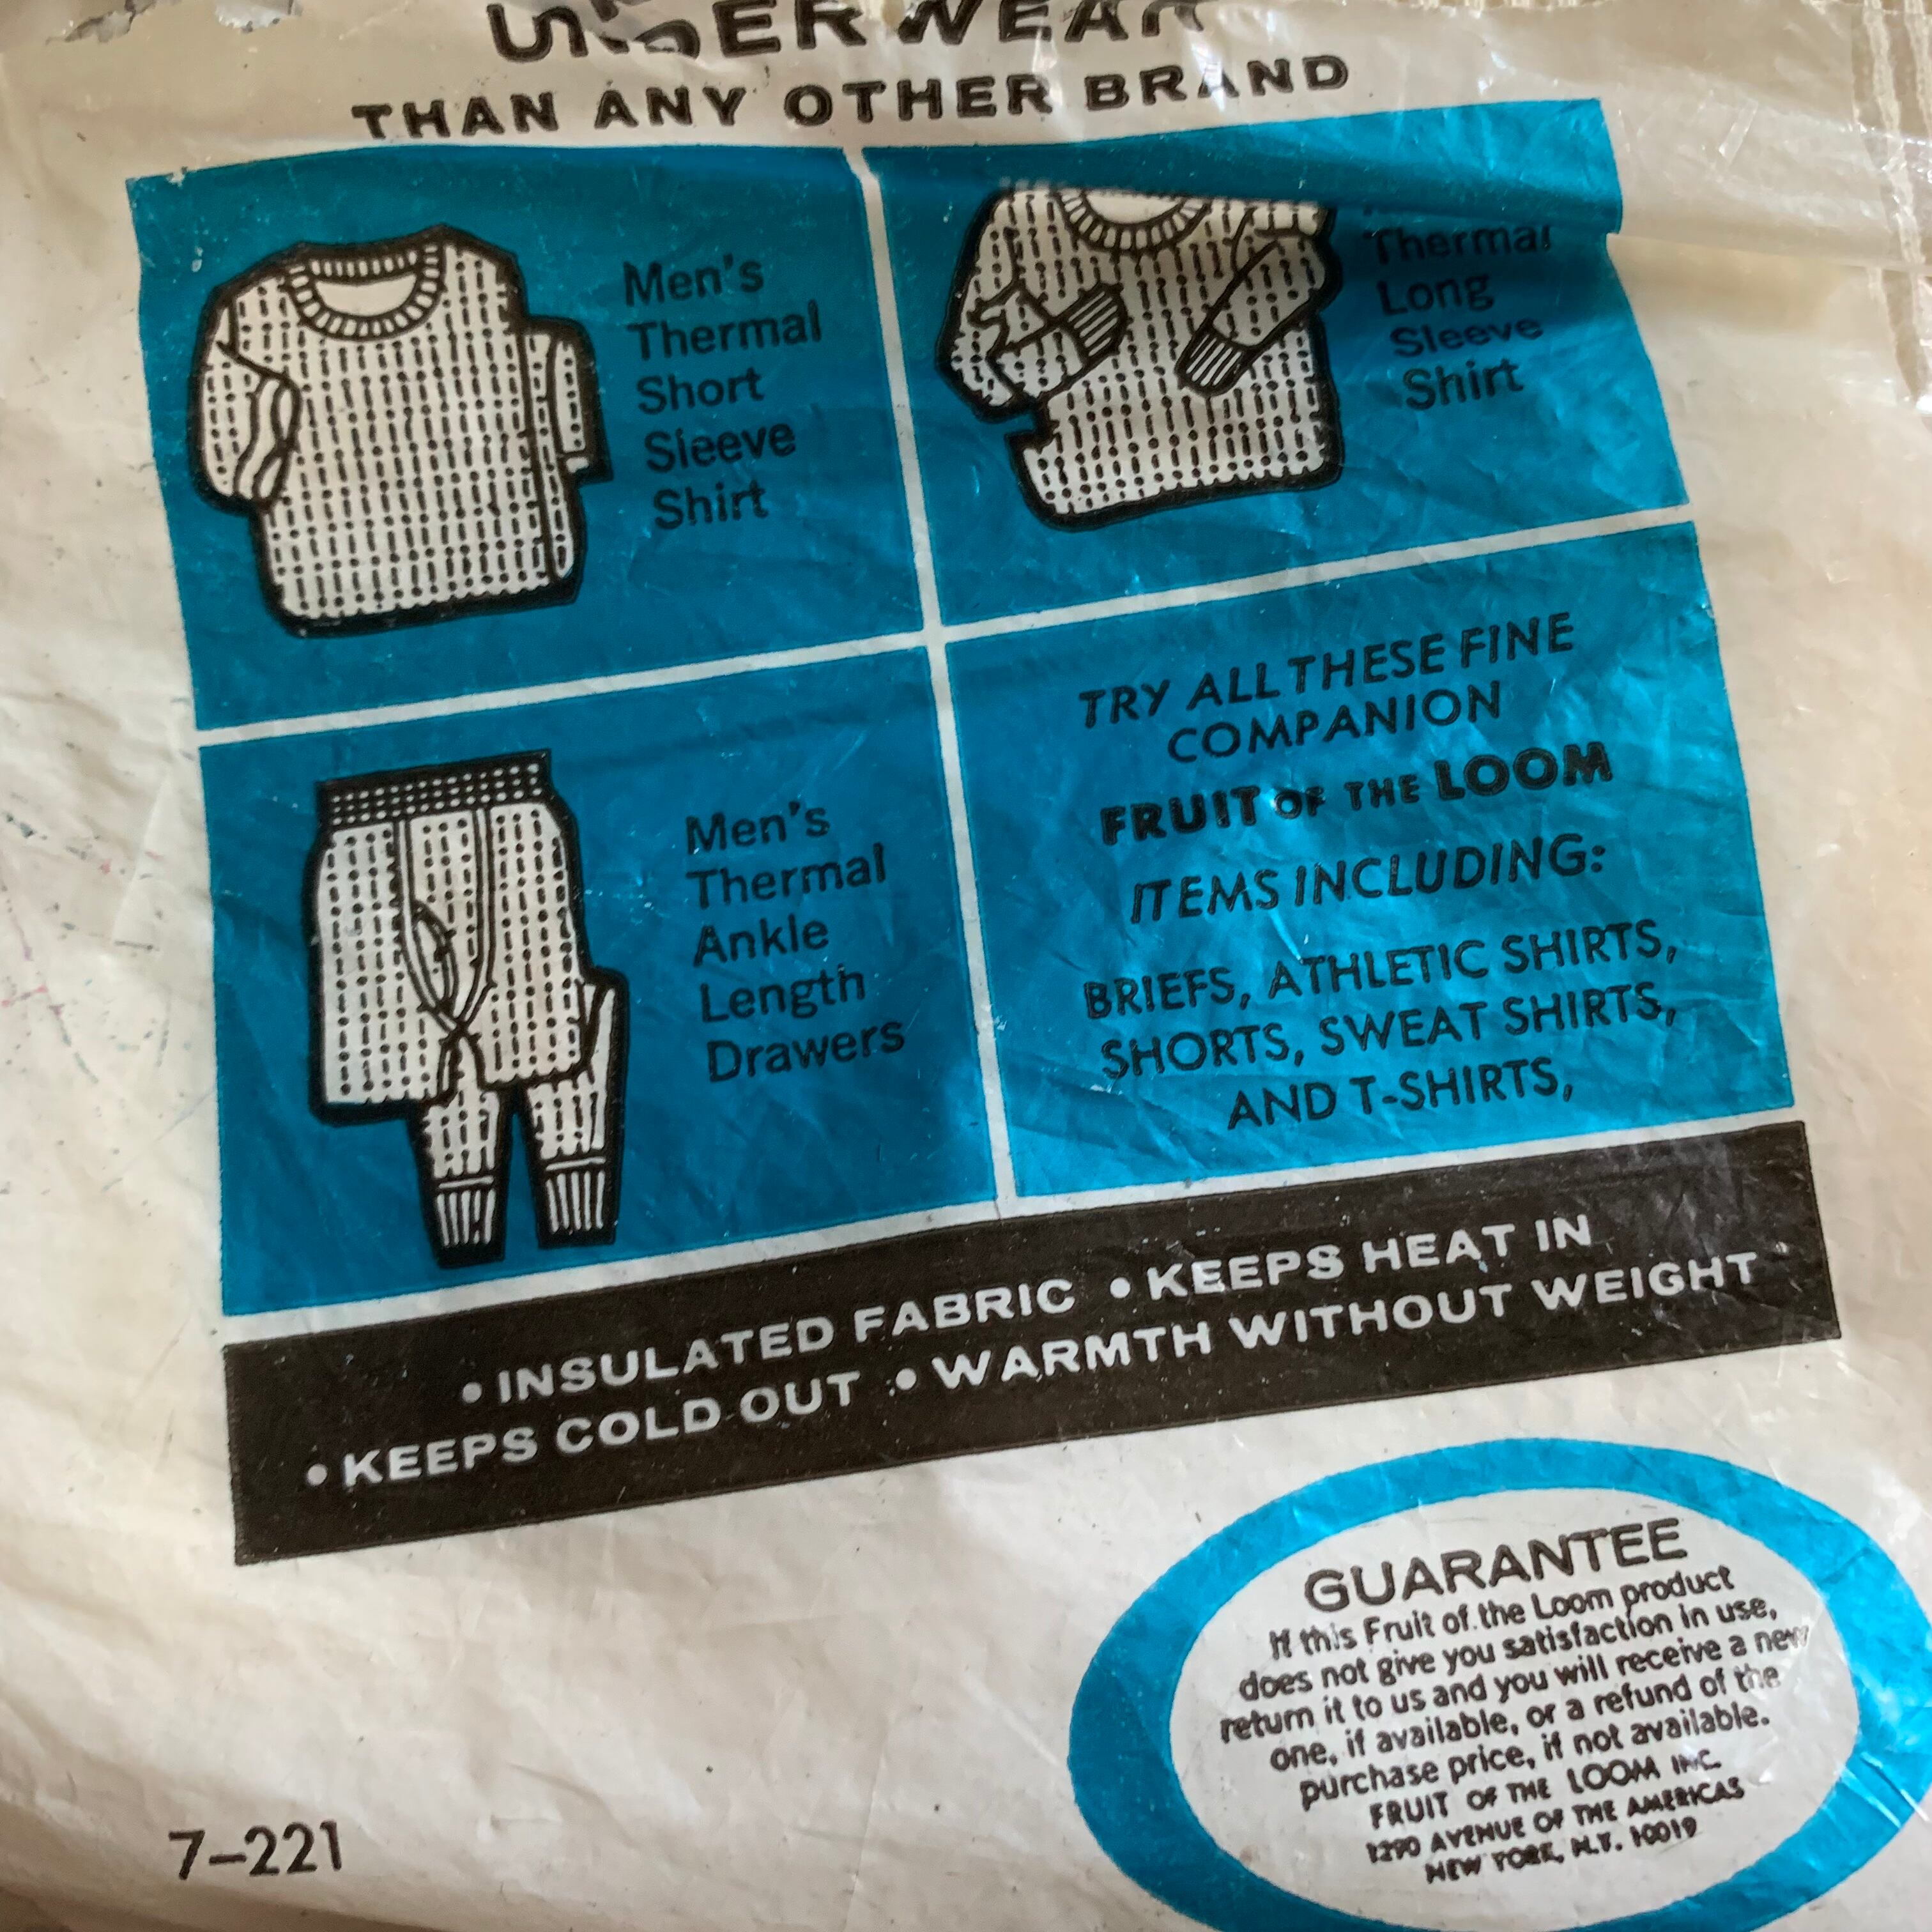 UNDERWEAR
THAN ANY OTHER BRAND
Men's
Thermal
Short
Sleeve
Shirt
Thermal
Long
Sleeve
Shirt
Men's
Thermal
Ankle
Length
Drawers
TRY ALL THESE FINE
COMPANION
FRUIT OF THE LOOM
ITEMS INCLUDING:
BRIEFS, ATHLETIC SHIRTS,
SHORTS, SWEAT SHIRTS,
AND T-SHIRTS,
• INSULATED FABRIC • KEEPS HEAT IN
• KEEPS COLD OUT • WARMTH WITHOUT WEIGHT
GUARANTEE
If this Fruit of the Loom product
does not give you satisfaction in use,
return it to us and you will receive a new
one, if available, or a refund of the
purchase price, if not available.
FRUIT OF THE LOOM INC.
1290 AVENUE OF THE AMERICAS
NEW YORK, N.Y. 10019
7-221